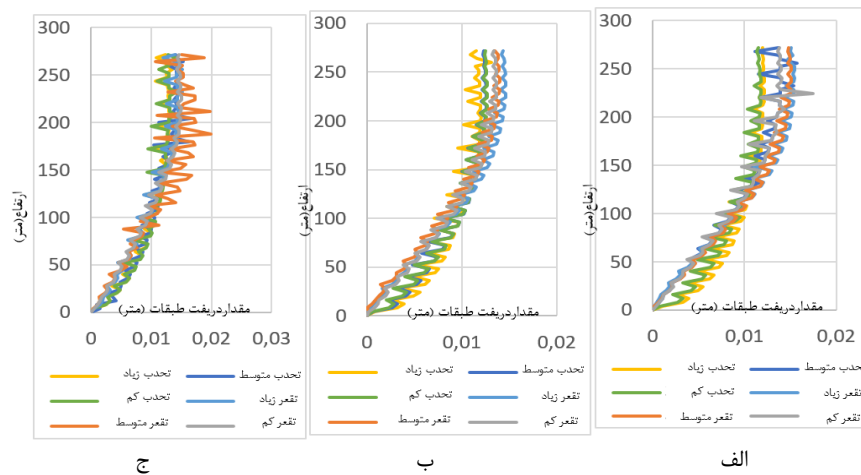 300
250
200
150
100
50
0
ارتفاع(متر)
مقداردریفت طبقات (متر)
0 0,01 0,02
تحدب زیاد تحدب متوسط
تحدب کم تقعر زیاد
تقعر متوسط تقعر کم
الف
300
250
200
150
100
50
0
ارتفاع(متر)
مقداردریفت طبقات (متر)
0 0,01 0,02
تحدب زیاد تحدب متوسط
تحدب کم تقعر زیاد
تقعر متوسط تقعر کم
ب
300
250
200
150
100
50
0
ارتفاع(متر)
مقداردریفت طبقات (متر)
0 0,01 0,02 0,03
تحدب زیاد تحدب متوسط
تحدب کم تقعر زیاد
تقعر متوسط تقعر کم
ج